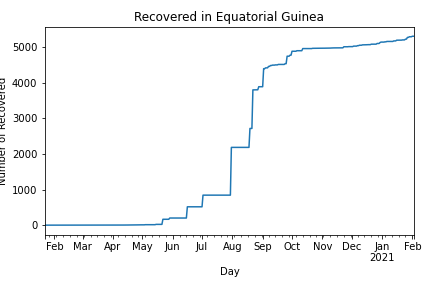 Recovered in Equatorial Guinea
5000
4000
3000
2000
1000
0
Number of Recovered
Feb Mar Apr May Jun Jul Aug Sep Oct Nov Dec Jan Feb
2021
Day